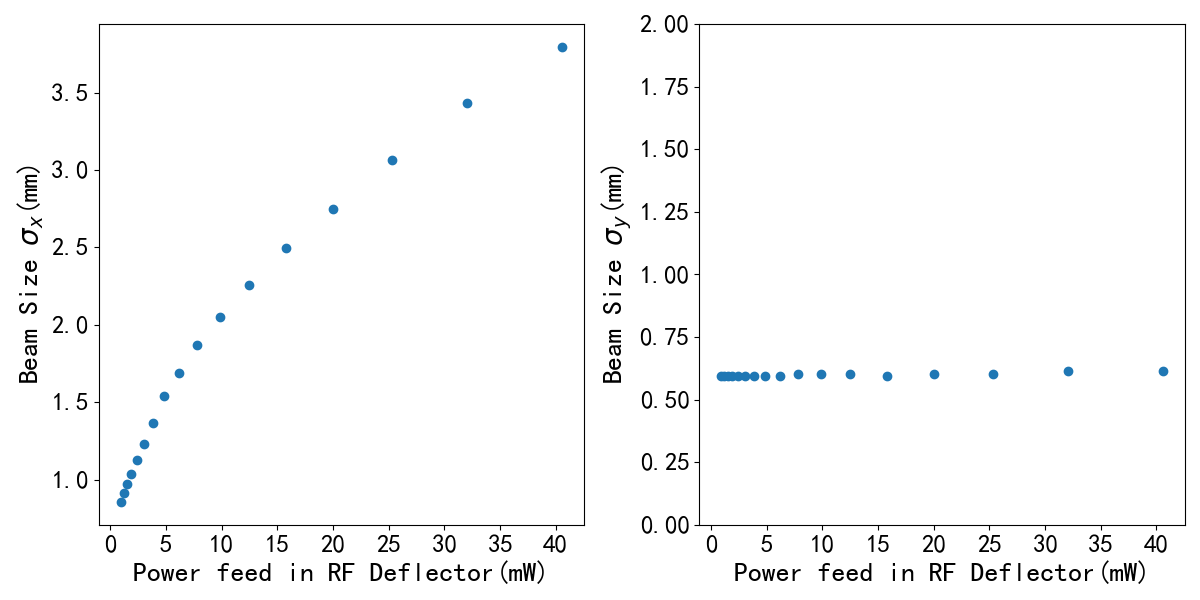 Beam Size σx(mm)
3.5
3.0
2.5
2.0
1.5
1.0
0 5 10 15 20 25 30 35 40
Power feed in RF Deflector(mW)
Beam Size σy(mm)
2.00
1.75
1.50
1.25
1.00
0.75
0.50
0.25
0.00
0 5 10 15 20 25 30 35 40
Power feed in RF Deflector(mW)